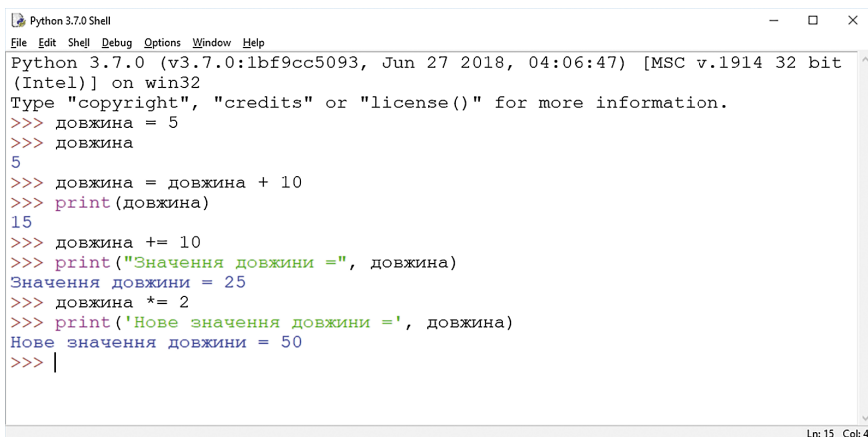 Python 3.7.0 Shell
File Edit Shell Debug Options Window Help
Python 3.7.0 (v3.7.0:1bf9cc5093, Jun 27 2018, 04:06:47) [MSC v.1914 32 bit
(Intel)] on win32
Type "copyright", "credits" or "license()" for more information.
>>> довжина = 5
>>> довжина
5
>>> довжина = довжина + 10
>>> print(довжина)
15
>>> довжина += 10
>>> print("Значення довжини =", довжина)
Значення довжини = 25
>>> довжина *= 2
>>> print('Нове значення довжини =', довжина)
Нове значення довжини = 50
>>>
Ln: 15 Col: 4